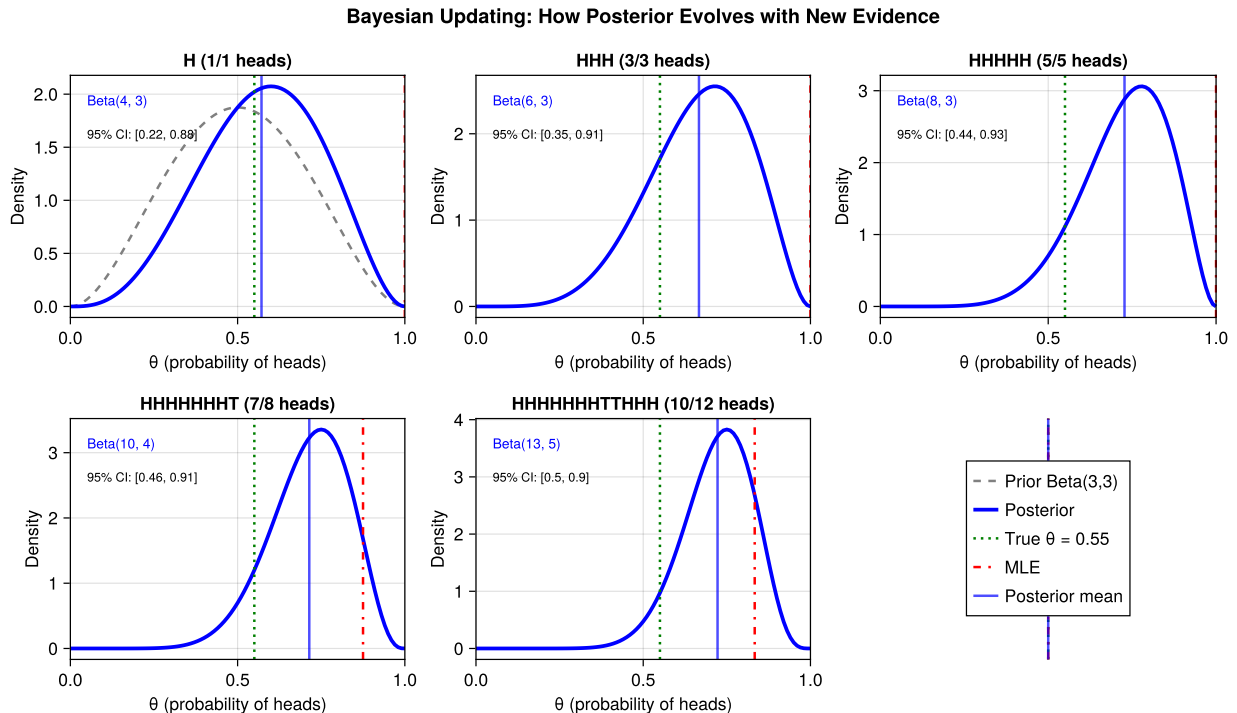 Bayesian Updating: How Posterior Evolves with New Evidence
H (1/1 heads)
Beta(4, 3)
95% CI: [0.22, 0.88]
Density
2.0
1.5
1.0
0.5
0.0
0.0 0.5 1.0
θ (probability of heads)
HHH (3/3 heads)
Beta(6, 3)
95% CI: [0.35, 0.91]
Density
2
1
0
0.0 0.5 1.0
θ (probability of heads)
HHHHH (5/5 heads)
Beta(8, 3)
95% CI: [0.44, 0.93]
Density
3
2
1
0
0.0 0.5 1.0
θ (probability of heads)
HHHHHHHT (7/8 heads)
Beta(10, 4)
95% CI: [0.46, 0.91]
Density
3
2
1
0
0.0 0.5 1.0
θ (probability of heads)
HHHHHHHTTHHH (10/12 heads)
Beta(13, 5)
95% CI: [0.5, 0.9]
Density
4
3
2
1
0
0.0 0.5 1.0
θ (probability of heads)
Prior Beta(3,3)
Posterior
True θ = 0.55
MLE
Posterior mean